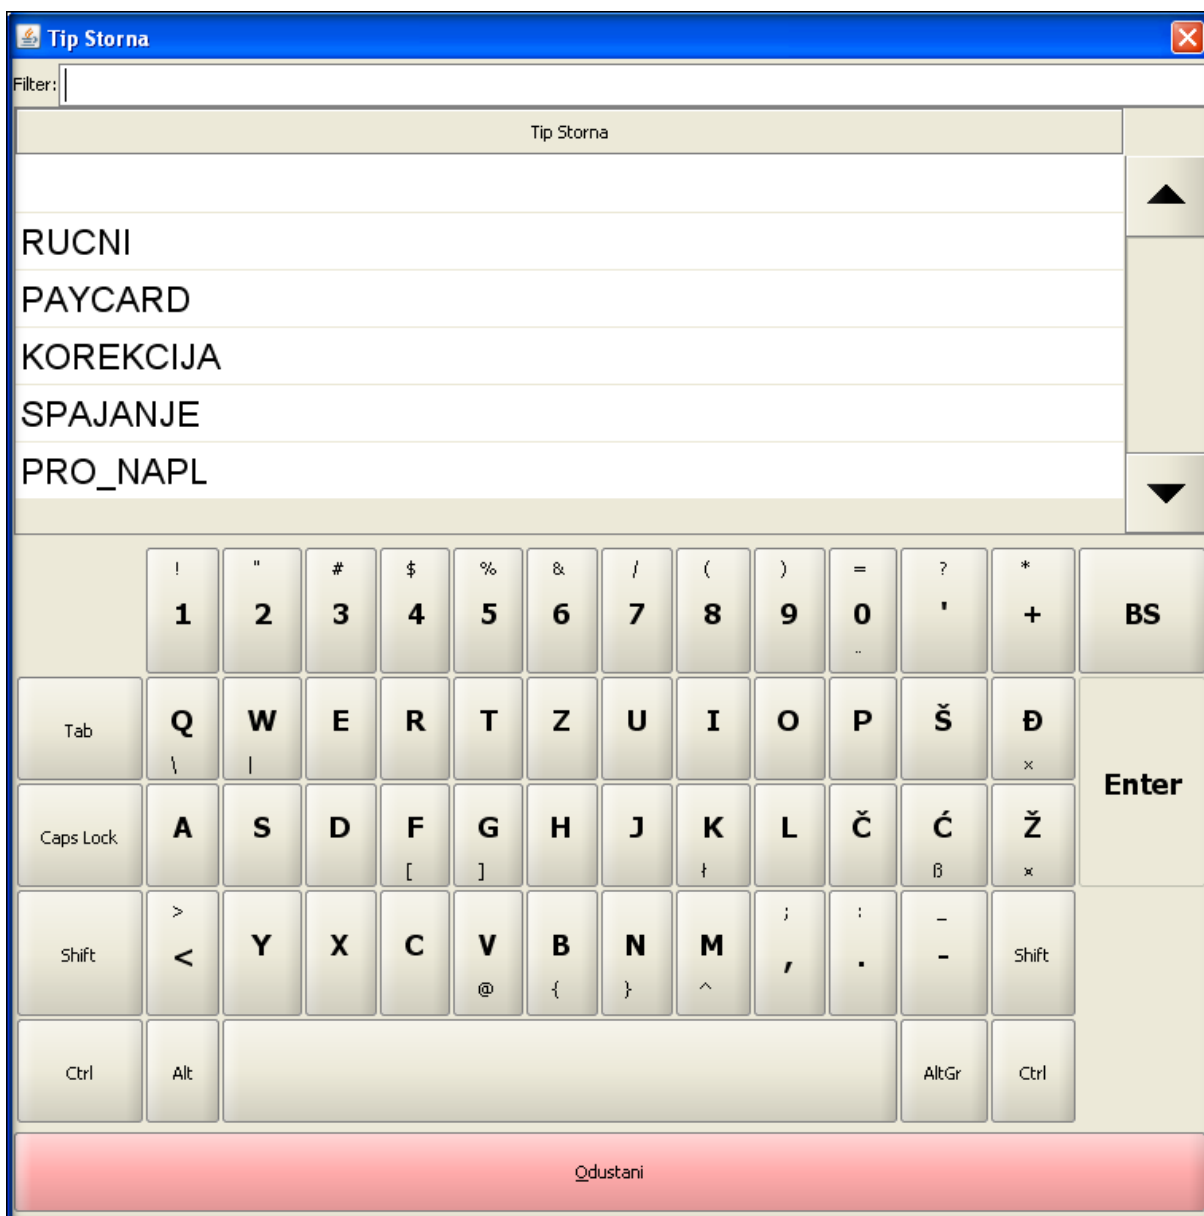 Tip Storna
Filter:
Tip Storna
RUCNI
PAYCARD
KOREKCIJA
SPAJANJE
PRO_NAPL
! " # $ % & / ( ) = ? *
1 2 3 4 5 6 7 8 9 0 ' + BS
¨
Tab Q W E R T Z U I O P Š Đ
\ | ×
Enter
Caps Lock A S D F G H J K L Č Ć Ž
[ ] ł ß ¤
> ; : _
Shift < Y X C V B N M , . - Shift
@ { } ^
Ctrl Alt AltGr Ctrl
Odustani